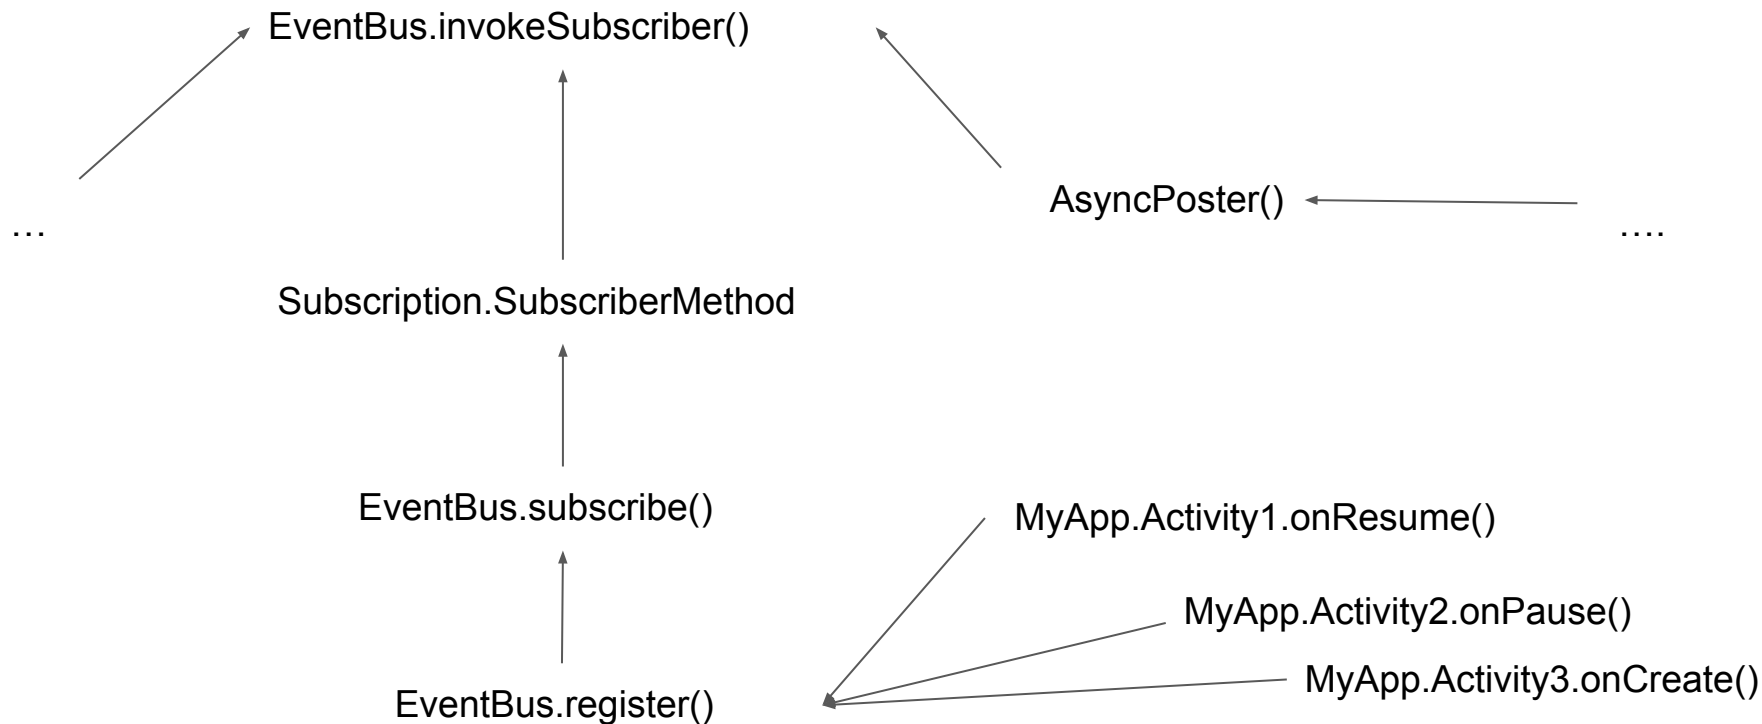 EventBus.invokeSubscriber()
AsyncPoster()
…
….
Subscription.SubscriberMethod
EventBus.subscribe()
MyApp.Activity1.onResume()
MyApp.Activity2.onPause()
MyApp.Activity3.onCreate()
EventBus.register()